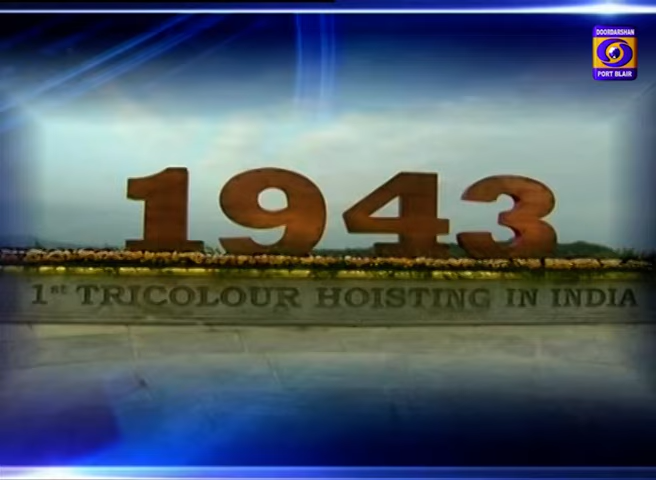 DOORDARSHAN
PORT BLAIR
1943
1st TRICOLOUR HOISTING IN INDIA